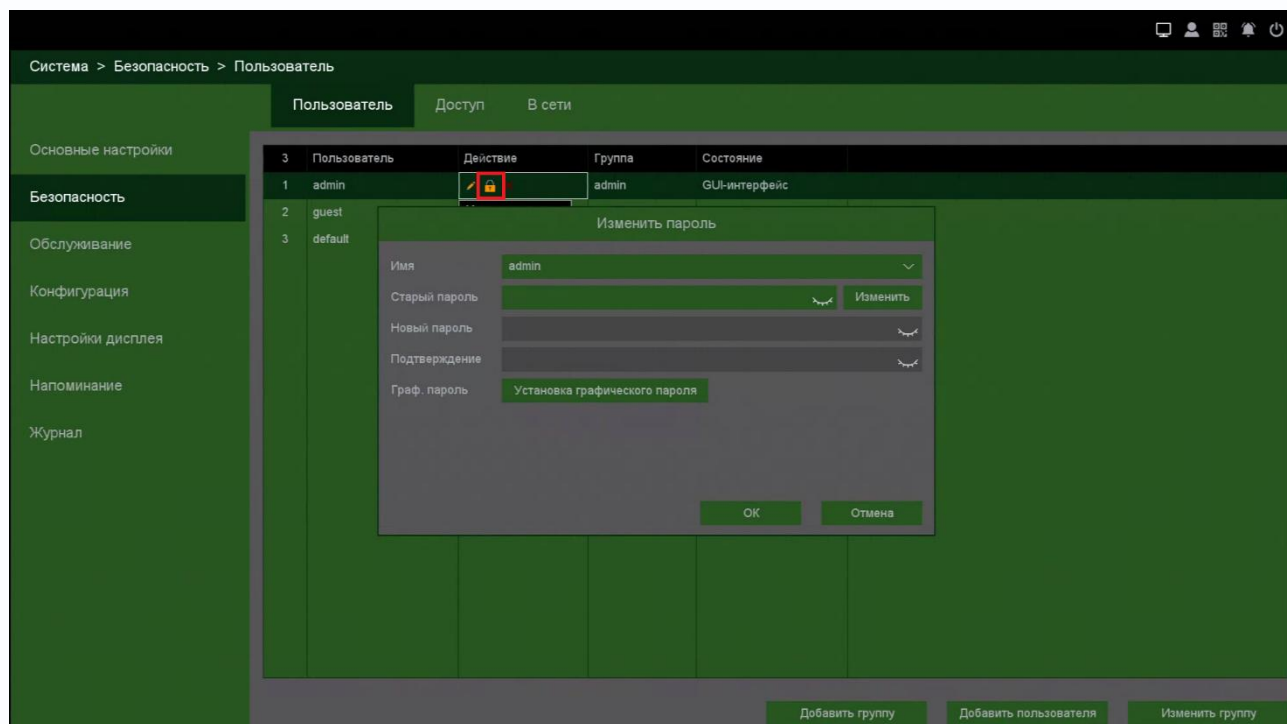 Система > Безопасность > Пользователь
Пользователь Доступ В сети
Основные настройки
Безопасность
Обслуживание
Конфигурация
Настройки дисплея
Напоминание
Журнал
3 Пользователь Действие Группа Состояние
1 admin admin GUI-интерфейс
2 guest
3 default
Изменить пароль
Имя admin
Старый пароль Изменить
Новый пароль
Подтверждение
Граф. пароль Установка графического пароля
ОК Отмена
Добавить группу Добавить пользователя Изменить группу